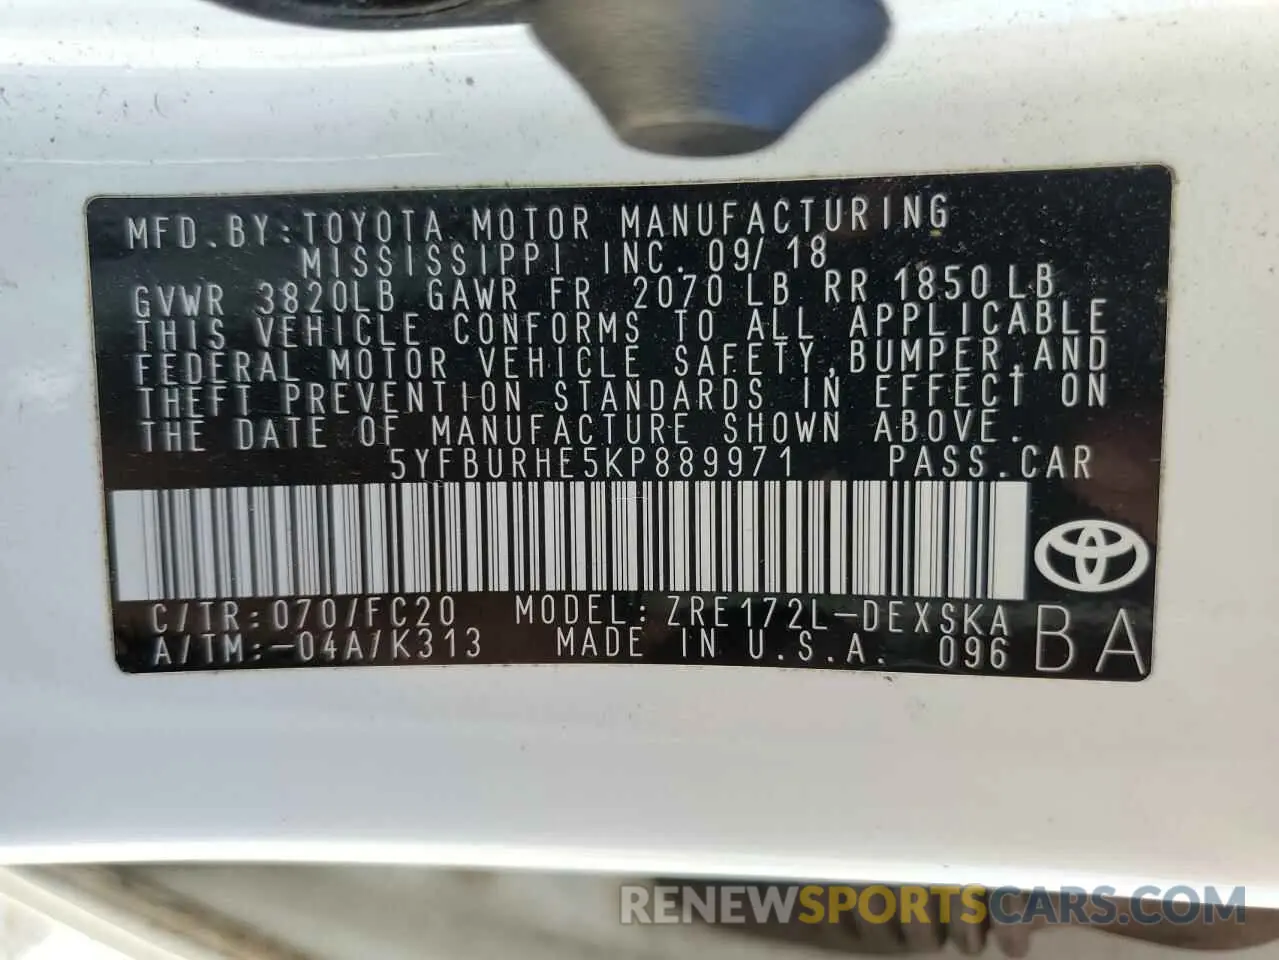 MFD.BY:TOYOTA MOTOR MANUFACTURING
MISSISSIPPI INC. 09/18
GVWR 3820LB GAWR FR 2070LB RR 1850LB
THIS VEHICLE CONFORMS TO ALL APPLICABLE
FEDERAL MOTOR VEHICLE SAFETY,BUMPER,AND
THEFT PREVENTION STANDARDS IN EFFECT ON
THE DATE OF MANUFACTURE SHOWN ABOVE.
5YFBURHE5KP889971 PASS.CAR
C/TR:070/FC20 MODEL:ZRE172L-DEXSKA
A/TM:-04A/K313 MADE IN U.S.A. 096 BA
RENEWSPORTSCARS.COM